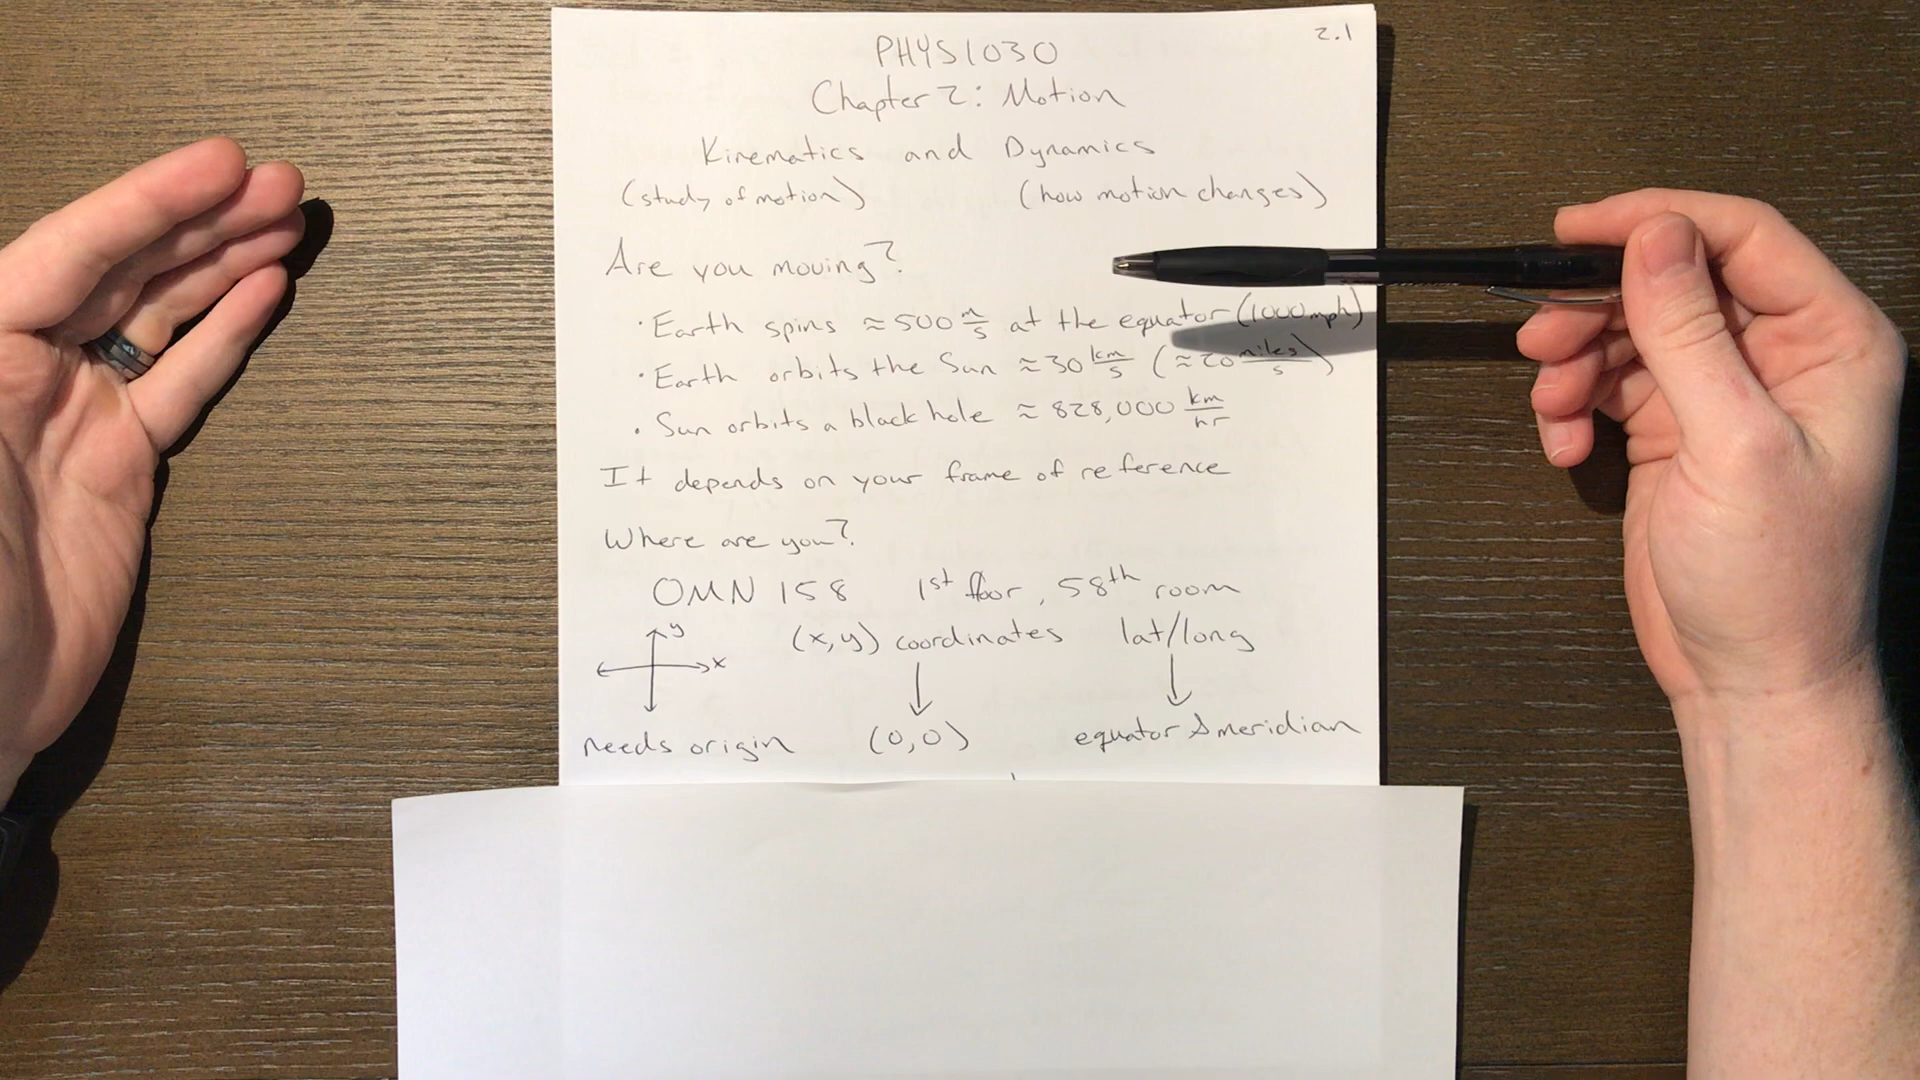 2.1
PHYS1030
Chapter 2: Motion
Kinematics and Dynamics
(study of motion) (how motion changes)
Are you moving?
· Earth spins ≈ 500 m/s at the equator (1000 mph)
· Earth orbits the Sun ≈ 30 km/s (≈ 20 miles/s)
· Sun orbits a black hole ≈ 828,000 km/hr
It depends on your frame of reference
Where are you?
OMN 158 1st floor, 58th room
y
x
(x,y) coordinates lat/long
needs origin (0,0) equator & meridian